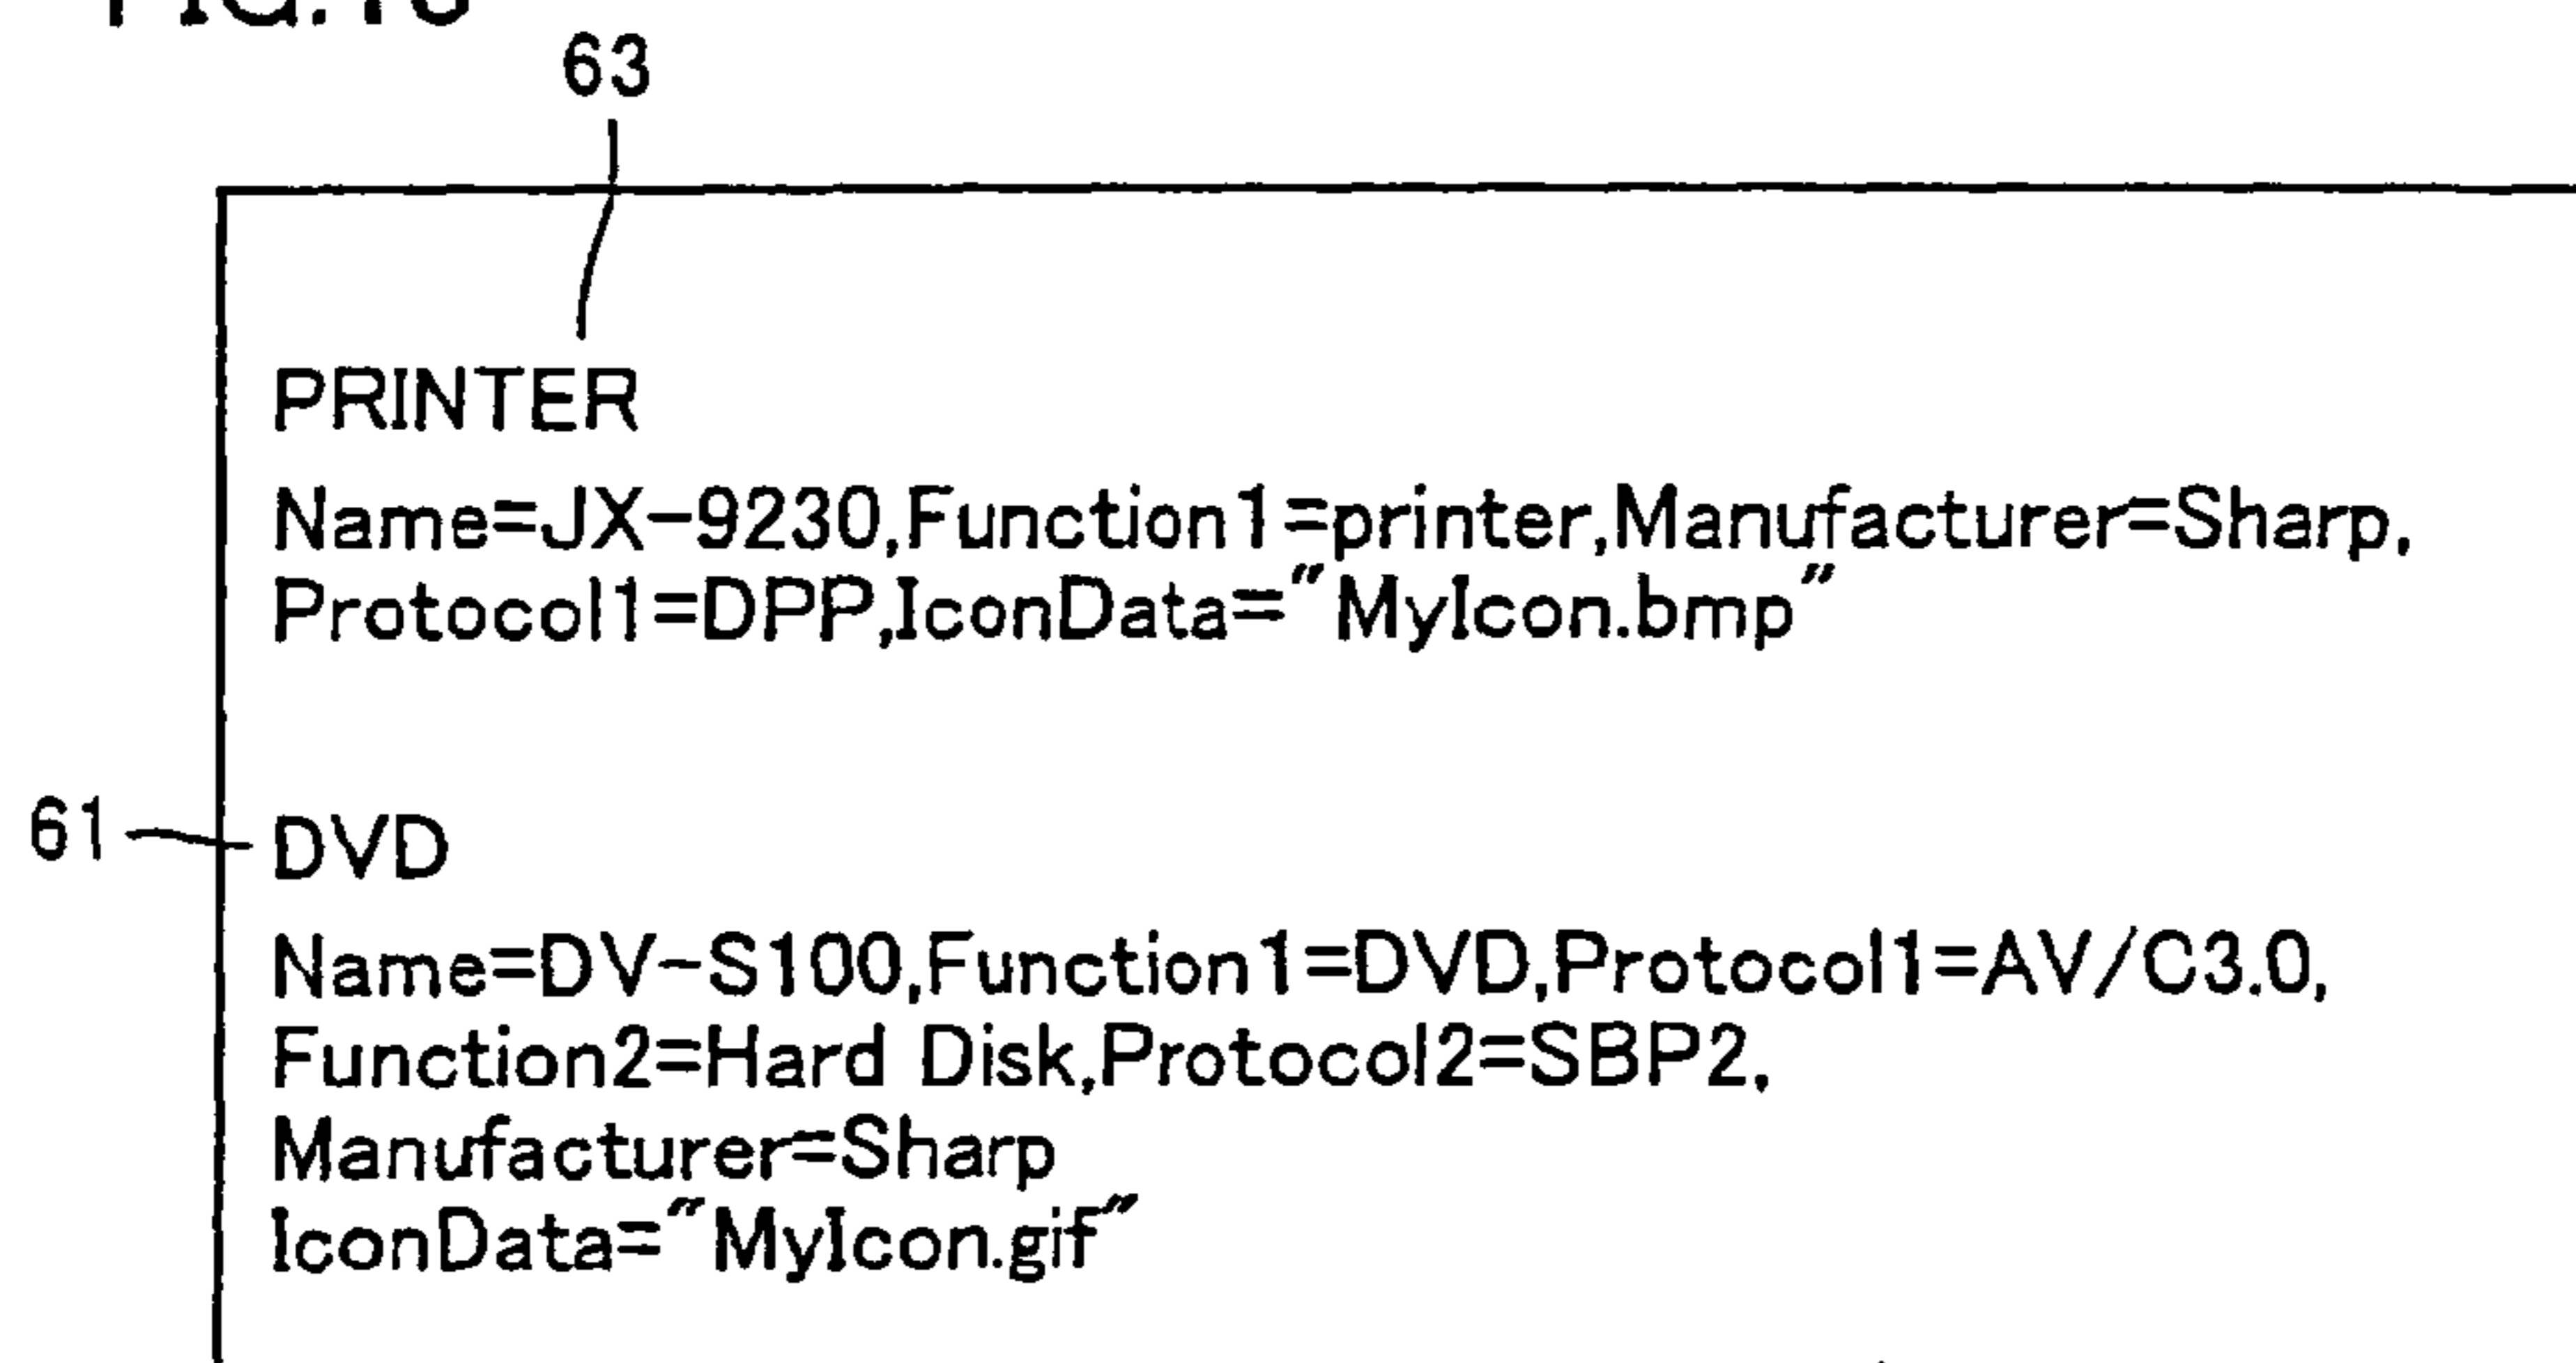 63
PRINTER
Name=JX-9230,Function1=printer,Manufacturer=Sharp,
Protocol1=DPP,IconData="MyIcon.bmp"
61
DVD
Name=DV-S100,Function1=DVD,Protocol1=AV/C3.0,
Function2=Hard Disk,Protocol2=SBP2,
Manufacturer=Sharp
IconData="MyIcon.gif"